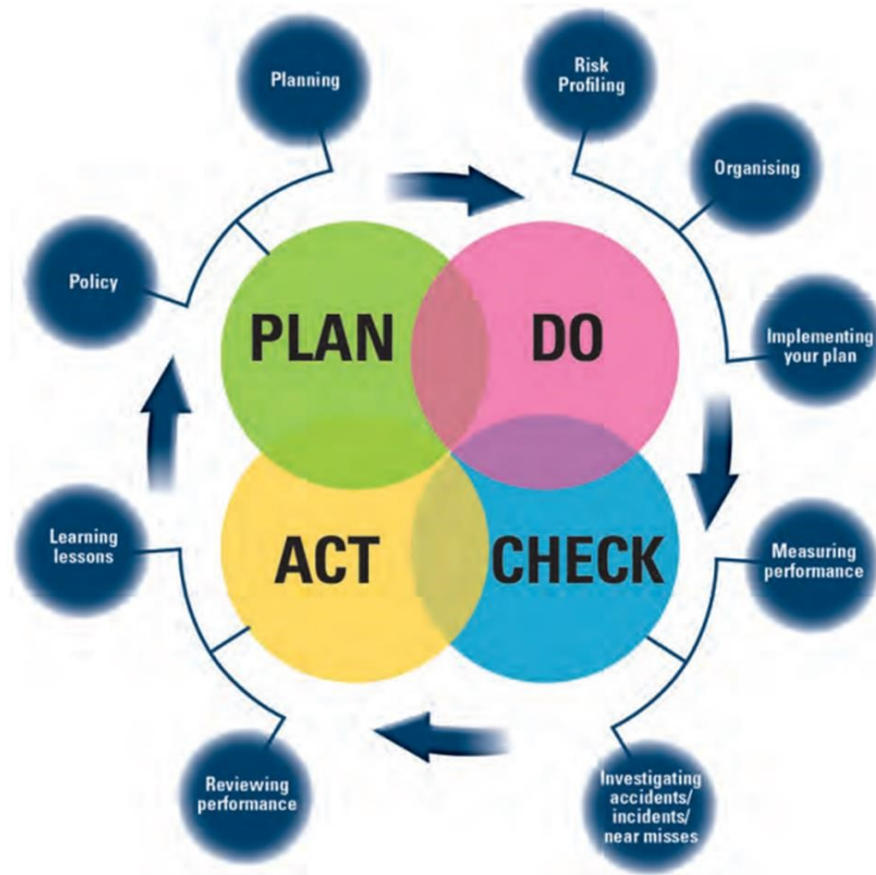 Planning
Risk
Profiling
Organising
Policy
PLAN
DO
Implementing
your plan
Learning
lessons
ACT
CHECK
Measuring
performance
Reviewing
performance
Investigating
accidents/
incidents/
near misses